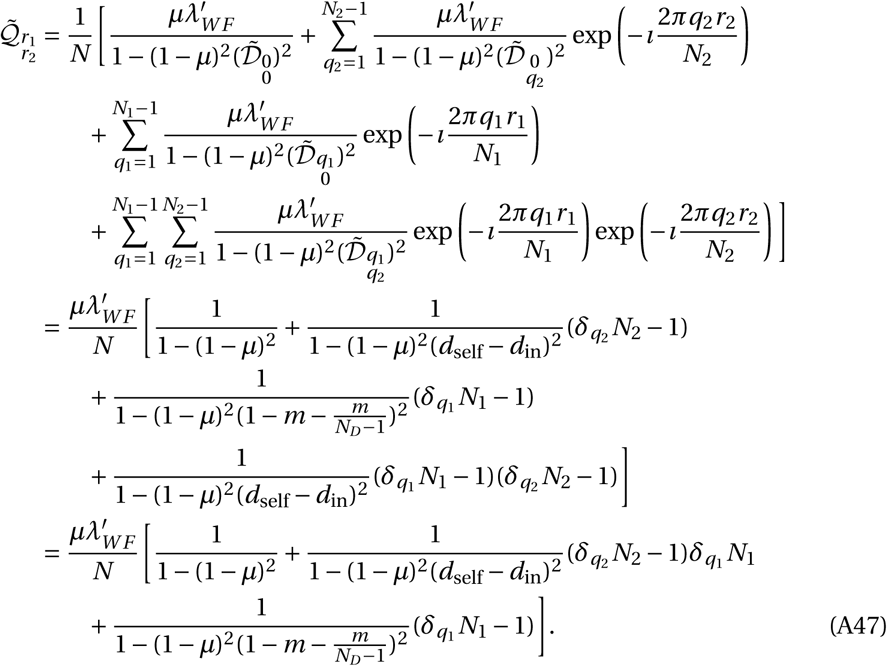 \tilde{\mathcal{Q}}_{\substack{r_1\\r_2}} = \frac{1}{N}\Bigg[\frac{\mu\lambda'_{WF}}{1-(1-\mu)^2(\tilde{\mathcal{D}}_{\substack{0\\0}})^2} + \sum_{q_2=1}^{N_2-1}\frac{\mu\lambda'_{WF}}{1-(1-\mu)^2(\tilde{\mathcal{D}}_{\substack{0\\q_2}})^2}\exp\left(-\imath\frac{2\pi q_2 r_2}{N_2}\right)
+ \sum_{q_1=1}^{N_1-1}\frac{\mu\lambda'_{WF}}{1-(1-\mu)^2(\tilde{\mathcal{D}}_{\substack{q_1\\0}})^2}\exp\left(-\imath\frac{2\pi q_1 r_1}{N_1}\right)
+ \sum_{q_1=1}^{N_1-1}\sum_{q_2=1}^{N_2-1}\frac{\mu\lambda'_{WF}}{1-(1-\mu)^2(\tilde{\mathcal{D}}_{\substack{q_1\\q_2}})^2}\exp\left(-\imath\frac{2\pi q_1 r_1}{N_1}\right)\exp\left(-\imath\frac{2\pi q_2 r_2}{N_2}\right)\Bigg]
= \frac{\mu\lambda'_{WF}}{N}\Bigg[\frac{1}{1-(1-\mu)^2} + \frac{1}{1-(1-\mu)^2(d_{\text{self}}-d_{\text{in}})^2}(\delta_{q_2}N_2-1)
+ \frac{1}{1-(1-\mu)^2(1-m-\frac{m}{N_D-1})^2}(\delta_{q_1}N_1-1)
+ \frac{1}{1-(1-\mu)^2(d_{\text{self}}-d_{\text{in}})^2}(\delta_{q_1}N_1-1)(\delta_{q_2}N_2-1)\Bigg]
= \frac{\mu\lambda'_{WF}}{N}\Bigg[\frac{1}{1-(1-\mu)^2} + \frac{1}{1-(1-\mu)^2(d_{\text{self}}-d_{\text{in}})^2}(\delta_{q_2}N_2-1)\delta_{q_1}N_1
+ \frac{1}{1-(1-\mu)^2(1-m-\frac{m}{N_D-1})^2}(\delta_{q_1}N_1-1)\Bigg]. (A47)